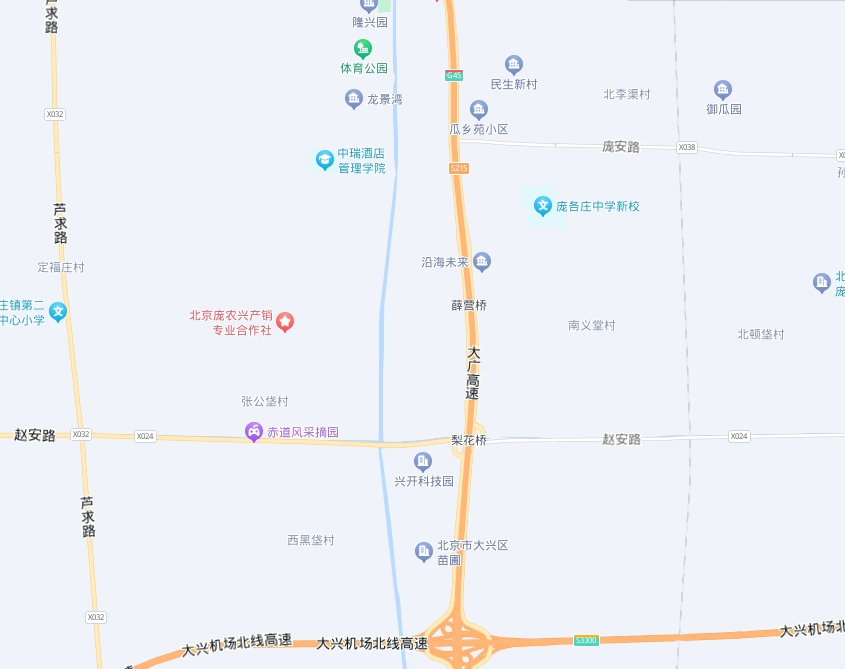 芦求路
隆兴园
体育公园
G45
民生新村
龙景湾
北李渠村
御瓜园
X032
瓜乡苑小区
庞安路
X038
中瑞酒店
管理学院
S215
芦求路
庞各庄中学新校
定福庄村
沿海未来
庄镇第二
中心小学
薛营桥
北京庞农兴产销
专业合作社
南义堂村
北顿垡村
大广高速
张公垡村
赵安路
X032
X024
赤道风采摘园
梨花桥
赵安路
X024
兴开科技园
芦求路
西黑垡村
北京市大兴区
苗圃
X032
大兴机场北线高速
大兴机场北线高速
S3300
大兴机场北